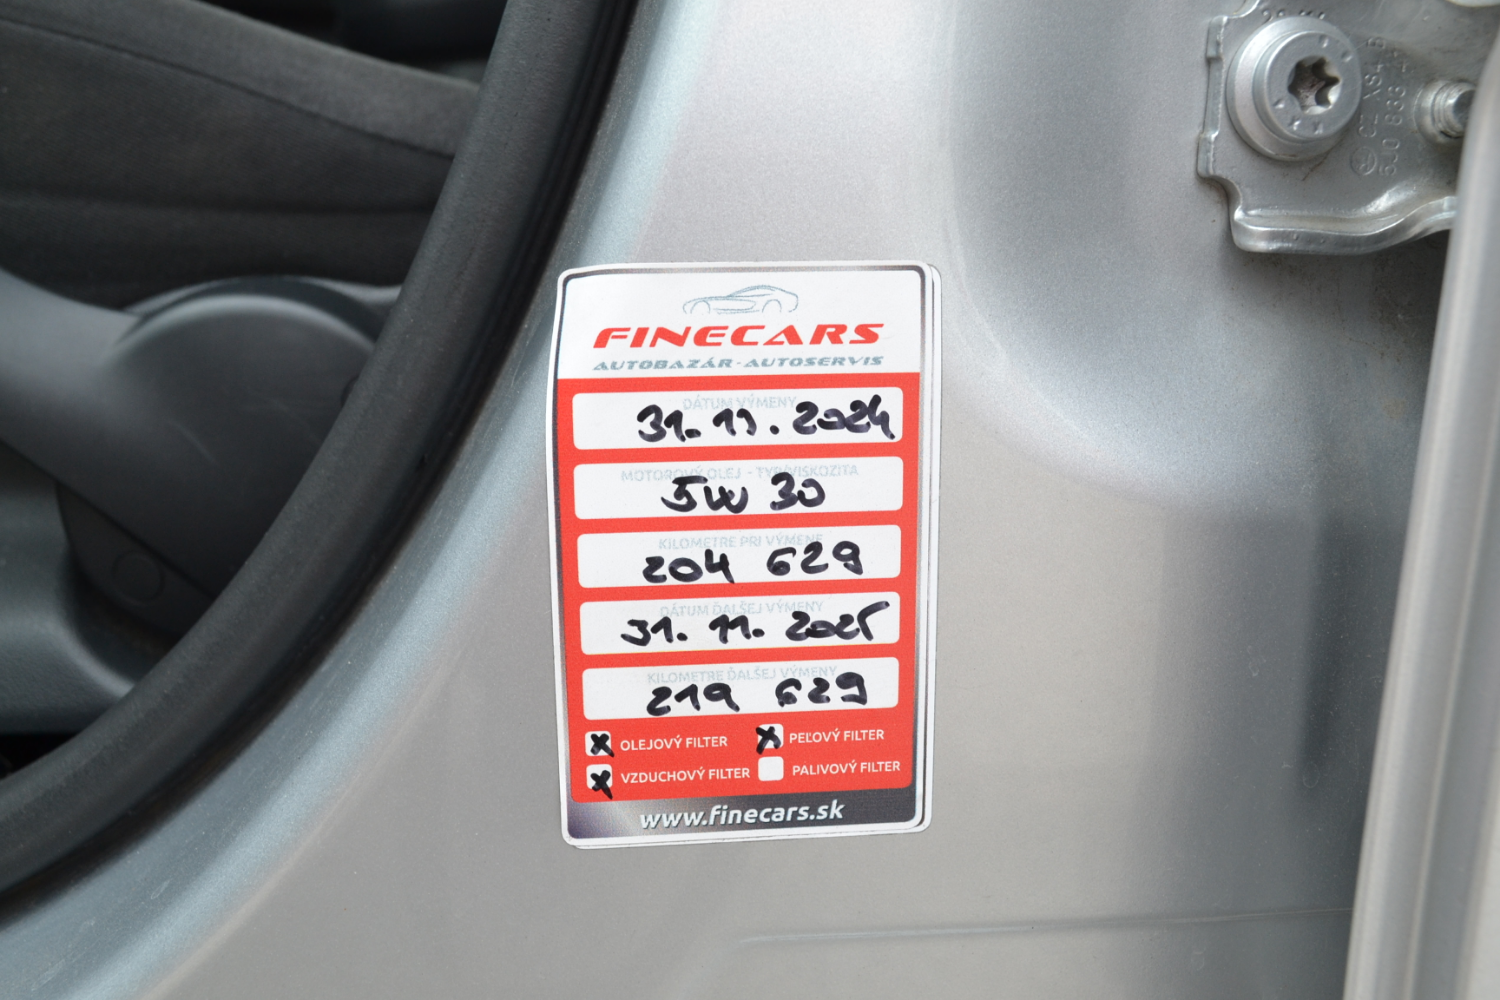 FINECARS
AUTOBAZÁR-AUTOSERVIS
DÁTUM VÝMENY
31.11.2024
MOTOROVÝ OLEJ - TYP/VISKOZITA
5W 30
KILOMETRE PRI VÝMENE
204 629
DÁTUM ĎALŠEJ VÝMENY
31.11.2025
KILOMETRE ĎALŠEJ VÝMENY
219 629
X OLEJOVÝ FILTER X PEĽOVÝ FILTER
X VZDUCHOVÝ FILTER PALIVOVÝ FILTER
www.finecars.sk